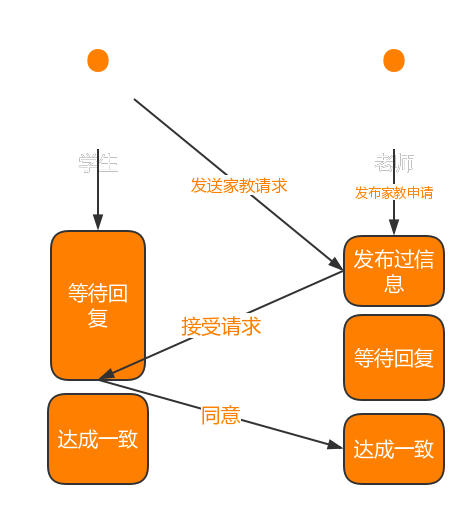 学生
老师
发送家教请求
发布家教申请
等待回
复
发布过信
息
接受请求
等待回复
同意
达成一致
达成一致